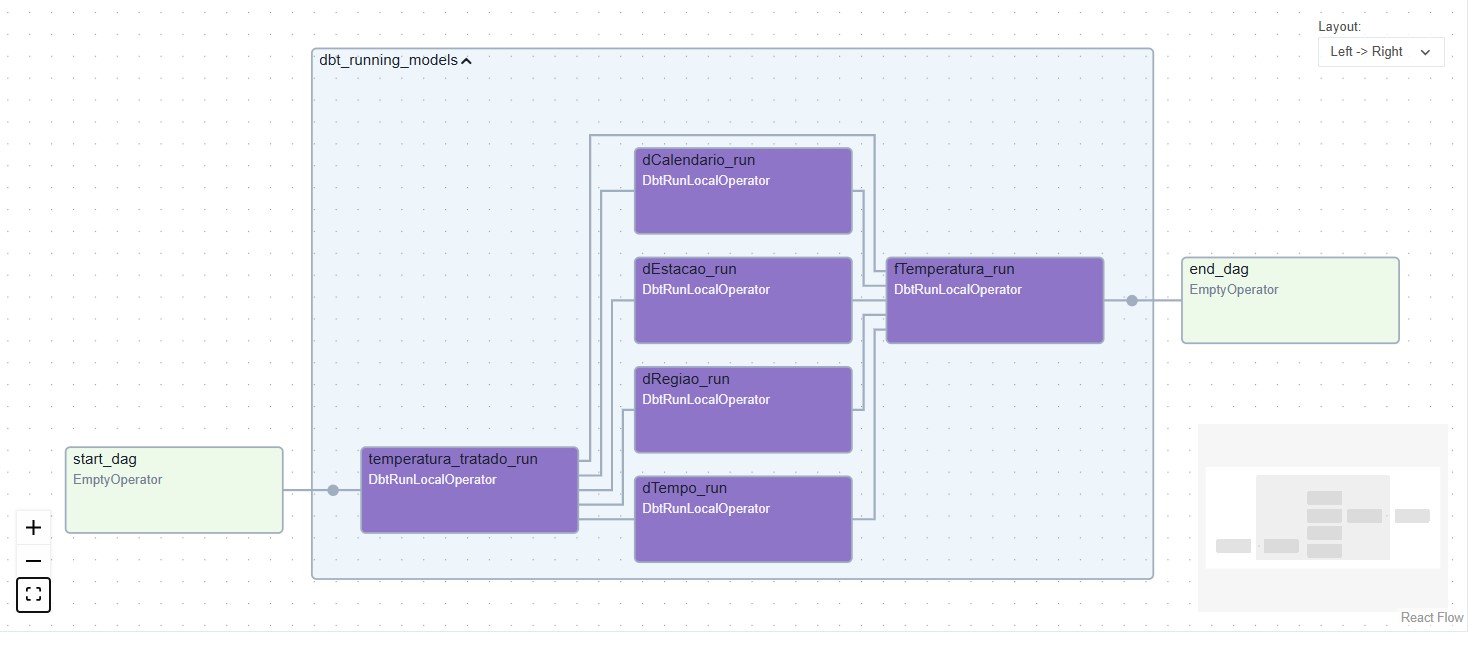 Layout:
Left -> Right
dbt_running_models
dCalendario_run
DbtRunLocalOperator
dEstacao_run
DbtRunLocalOperator
fTemperatura_run
DbtRunLocalOperator
end_dag
EmptyOperator
dRegiao_run
DbtRunLocalOperator
start_dag
EmptyOperator
temperatura_tratado_run
DbtRunLocalOperator
dTempo_run
DbtRunLocalOperator
React Flow